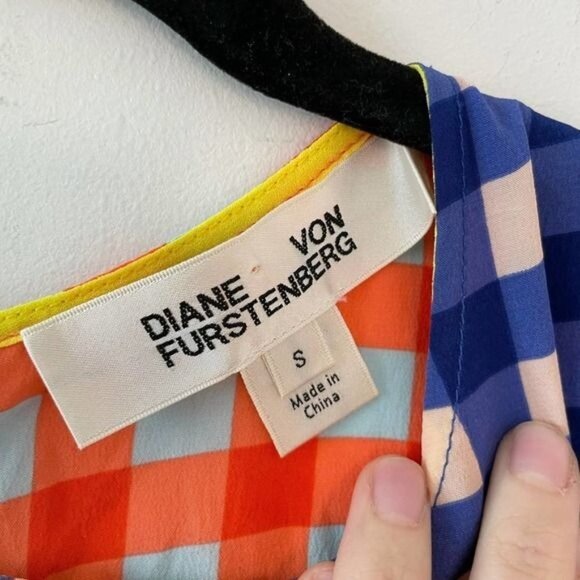 DIANE VON
FURSTENBERG
S
Made in
China